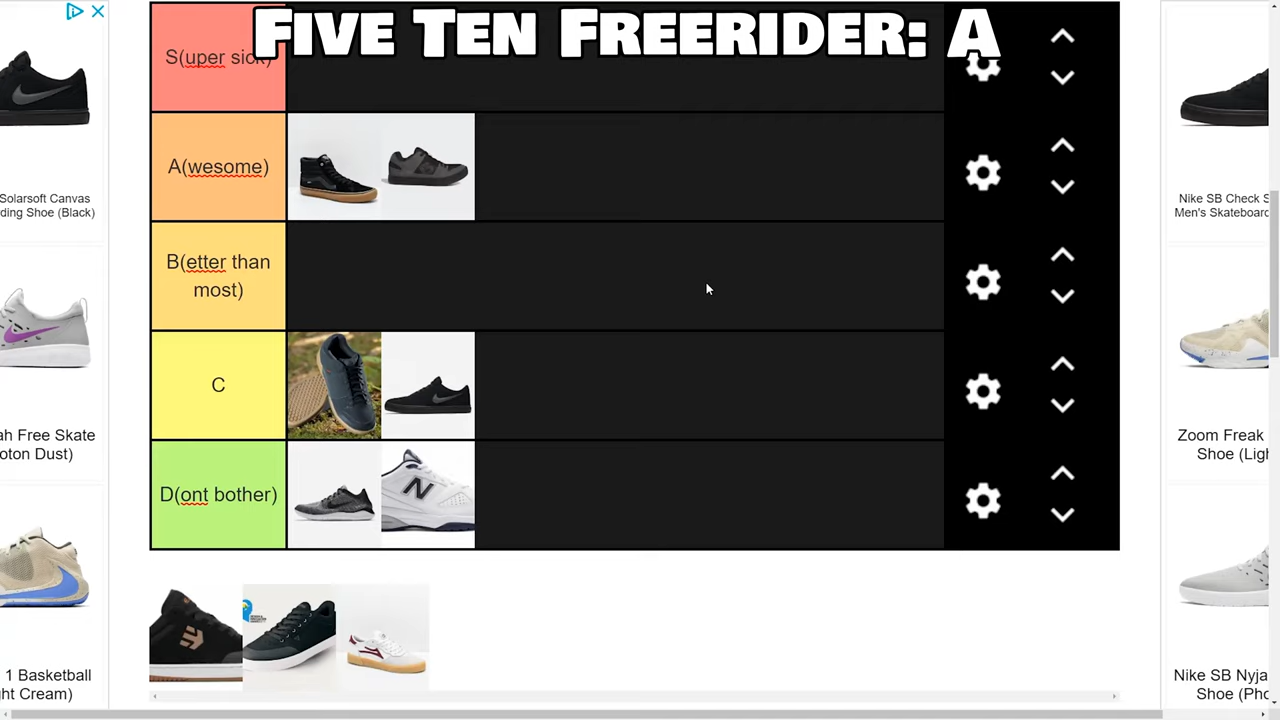 FIVE TEN FREERIDER: A
S(uper sick)
A(wesome)
B(etter than
most)
C
D(ont bother)
N
Solarsoft Canvas
ding Shoe (Black)
ah Free Skate
oton Dust)
1 Basketball
ght Cream)
Nike SB Check S
Men's Skateboard
Zoom Freak
Shoe (Ligh
Nike SB Nyja
Shoe (Pho